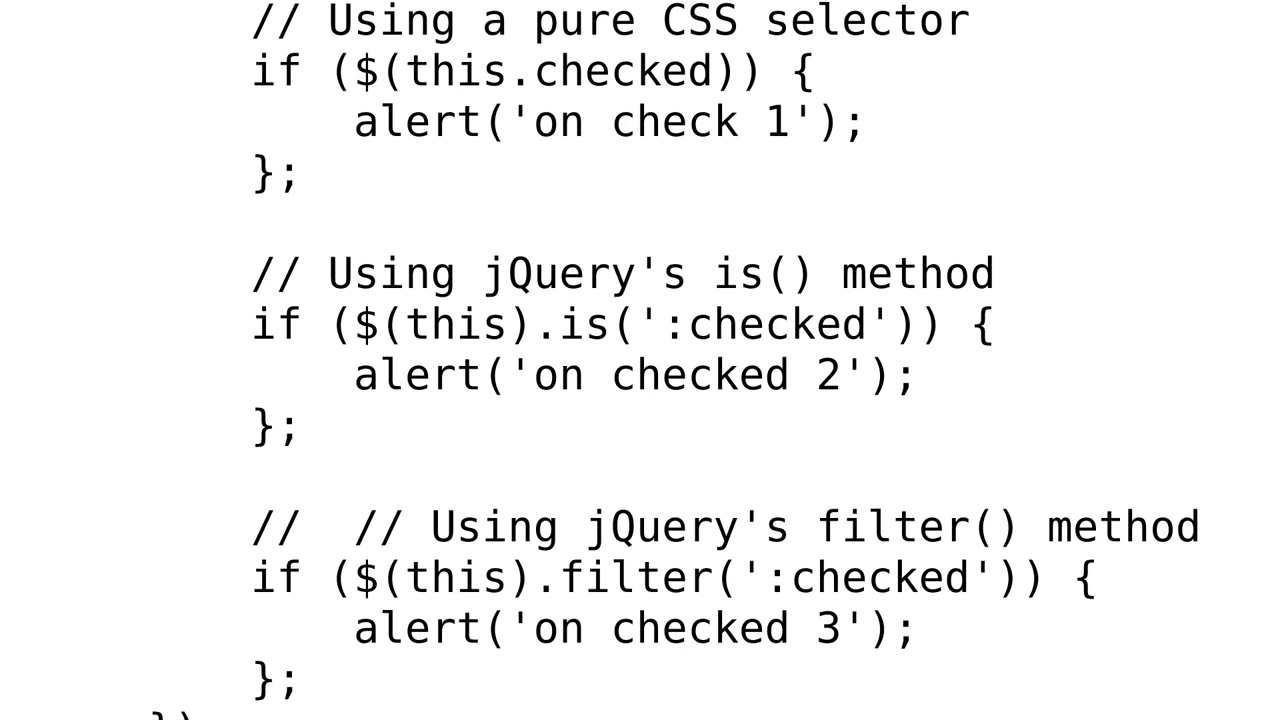 // Using a pure CSS selector
if ($(this.checked)) {
alert('on check 1');
};
// Using jQuery's is() method
if ($(this).is(':checked')) {
alert('on checked 2');
};
//  // Using jQuery's filter() method
if ($(this).filter(':checked')) {
alert('on checked 3');
};
})